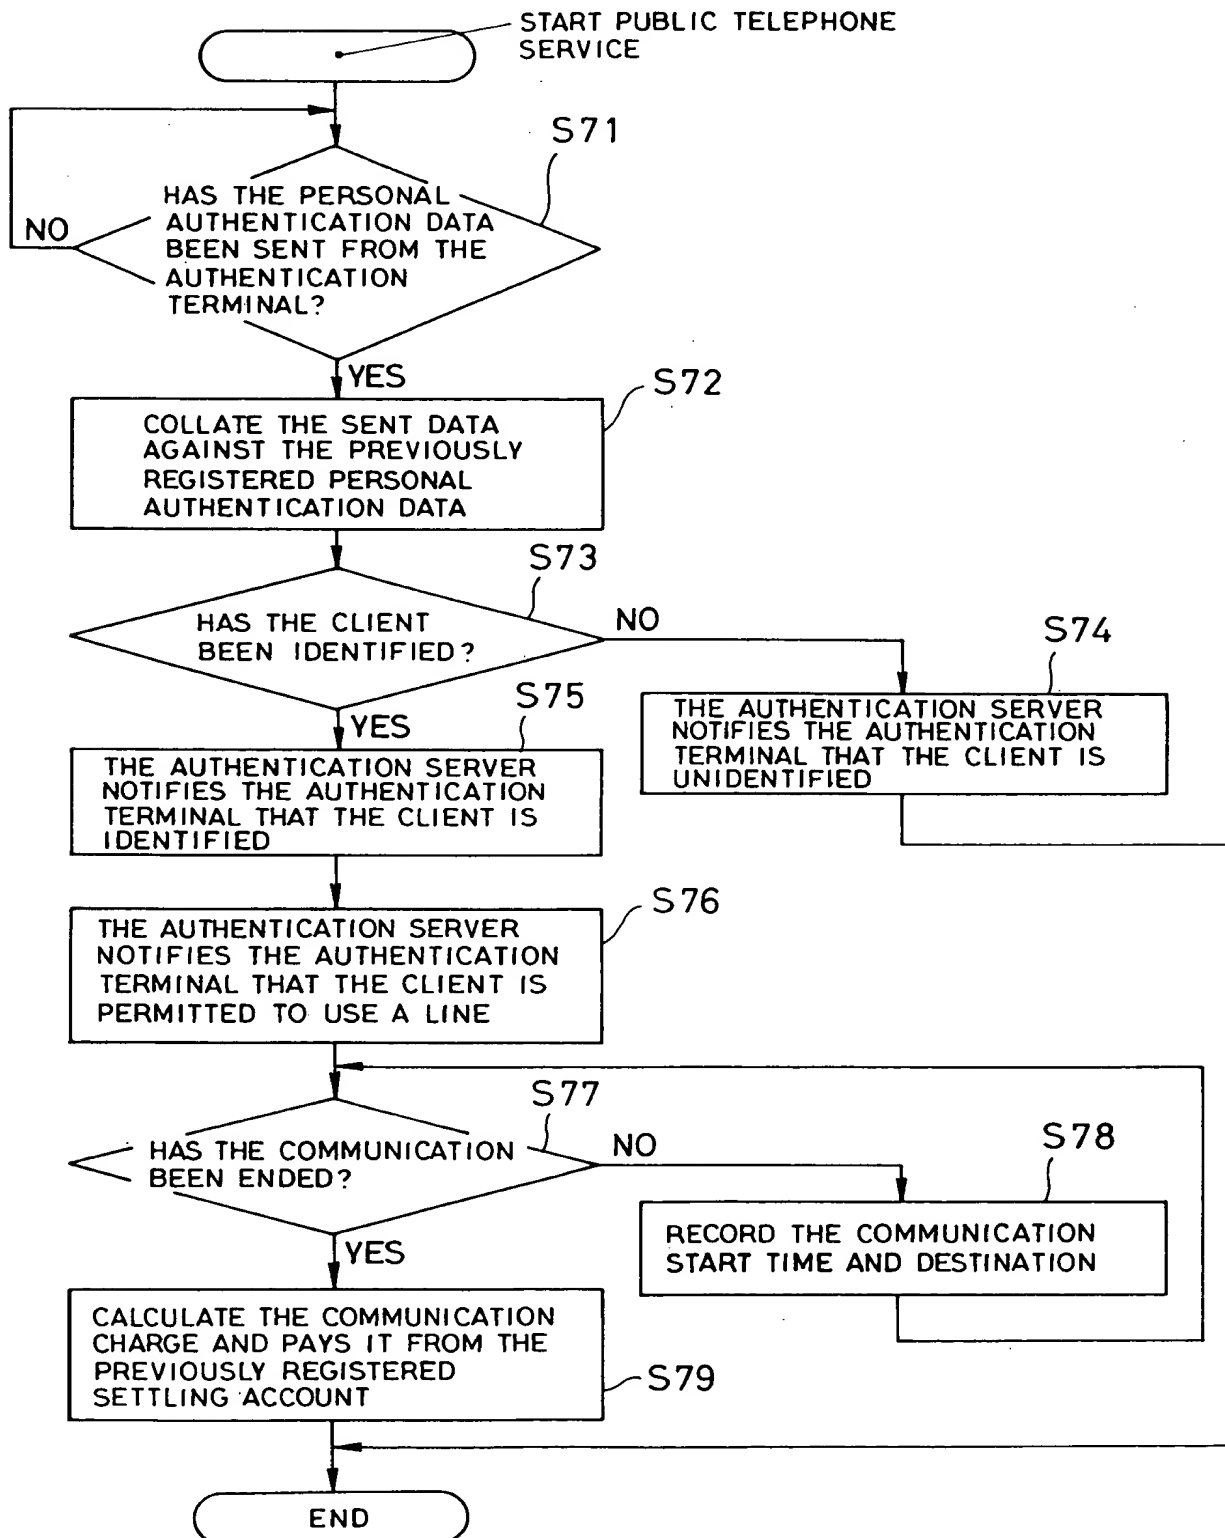 START PUBLIC TELEPHONE
SERVICE
S71
HAS THE PERSONAL
AUTHENTICATION DATA
BEEN SENT FROM THE
AUTHENTICATION
TERMINAL?
NO
YES
S72
COLLATE THE SENT DATA
AGAINST THE PREVIOUSLY
REGISTERED PERSONAL
AUTHENTICATION DATA
S73
HAS THE CLIENT
BEEN IDENTIFIED?
NO
S74
THE AUTHENTICATION SERVER
NOTIFIES THE AUTHENTICATION
TERMINAL THAT THE CLIENT IS
UNIDENTIFIED
YES
S75
THE AUTHENTICATION SERVER
NOTIFIES THE AUTHENTICATION
TERMINAL THAT THE CLIENT IS
IDENTIFIED
S76
THE AUTHENTICATION SERVER
NOTIFIES THE AUTHENTICATION
TERMINAL THAT THE CLIENT IS
PERMITTED TO USE A LINE
S77
HAS THE COMMUNICATION
BEEN ENDED?
NO
S78
RECORD THE COMMUNICATION
START TIME AND DESTINATION
YES
CALCULATE THE COMMUNICATION
CHARGE AND PAYS IT FROM THE
PREVIOUSLY REGISTERED
SETTLING ACCOUNT
S79
END